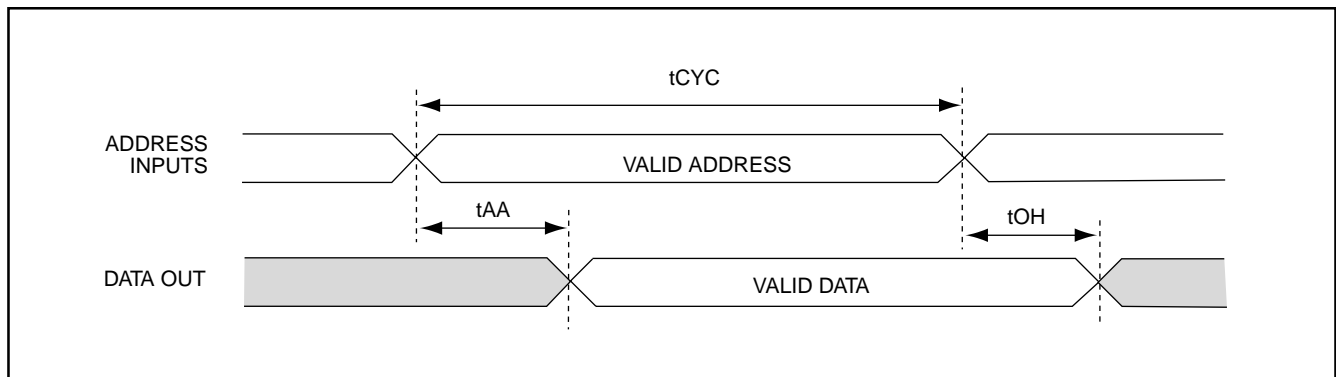 tCYC
ADDRESS
INPUTS
VALID ADDRESS
tAA
tOH
DATA OUT
VALID DATA